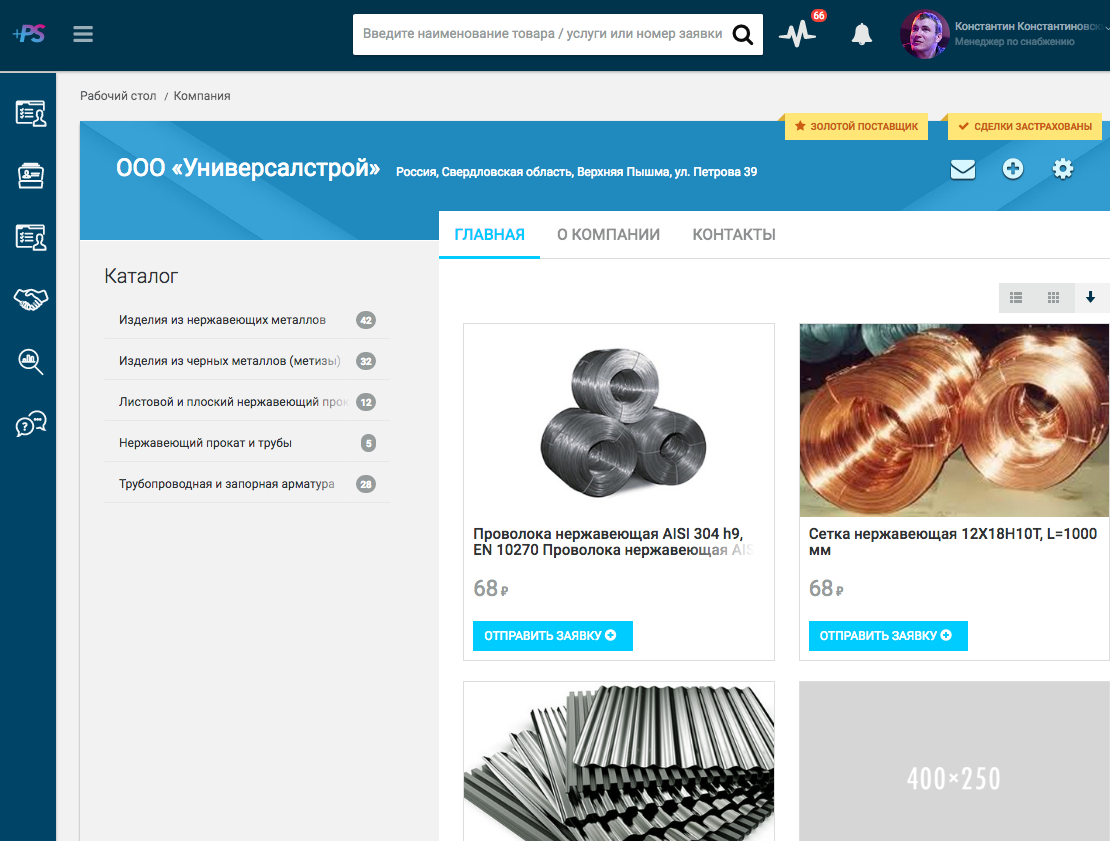 +PS
Введите наименование товара / услуги или номер заявки
66
Константин Константиновск
Менеджер по снабжению
Рабочий стол / Компания
ЗОЛОТОЙ ПОСТАВЩИК
СДЕЛКИ ЗАСТРАХОВАНЫ
ООО «Универсалстрой» Россия, Свердловская область, Верхняя Пышма, ул. Петрова 39
ГЛАВНАЯ О КОМПАНИИ КОНТАКТЫ
Каталог
Изделия из нержавеющих металлов 42
Изделия из черных металлов (метизы) 32
Листовой и плоский нержавеющий прок 12
Нержавеющий прокат и трубы 5
Трубопроводная и запорная арматура 28
Проволока нержавеющая AISI 304 h9,
EN 10270 Проволока нержавеющая AIS
68 ₽
ОТПРАВИТЬ ЗАЯВКУ
Сетка нержавеющая 12Х18Н10Т, L=1000
мм
68 ₽
ОТПРАВИТЬ ЗАЯВКУ
400×250